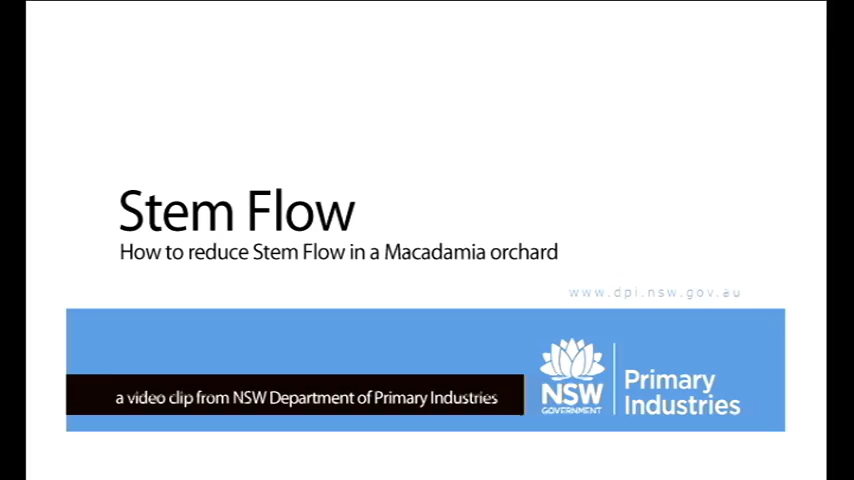 Stem Flow
How to reduce Stem Flow in a Macadamia orchard
www.dpi.nsw.gov.au
a video clip from NSW Department of Primary Industries
NSW
GOVERNMENT
Primary
Industries